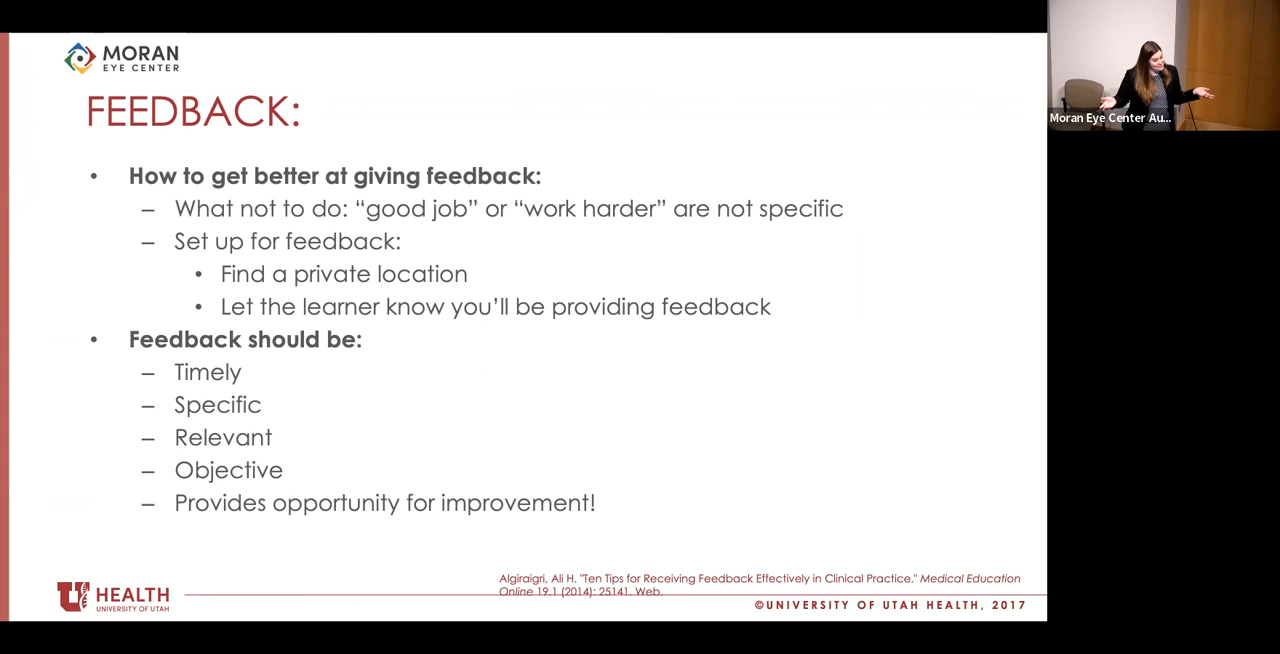 MORAN
EYE CENTER
FEEDBACK:
• How to get better at giving feedback:
– What not to do: “good job” or “work harder” are not specific
– Set up for feedback:
• Find a private location
• Let the learner know you’ll be providing feedback
• Feedback should be:
– Timely
– Specific
– Relevant
– Objective
– Provides opportunity for improvement!
Algiraigri, Ali H. "Ten Tips for Receiving Feedback Effectively in Clinical Practice." Medical Education
Online 19.1 (2014): 25141. Web.
U HEALTH
UNIVERSITY OF UTAH
©UNIVERSITY OF UTAH HEALTH, 2017
Moran Eye Center Au...